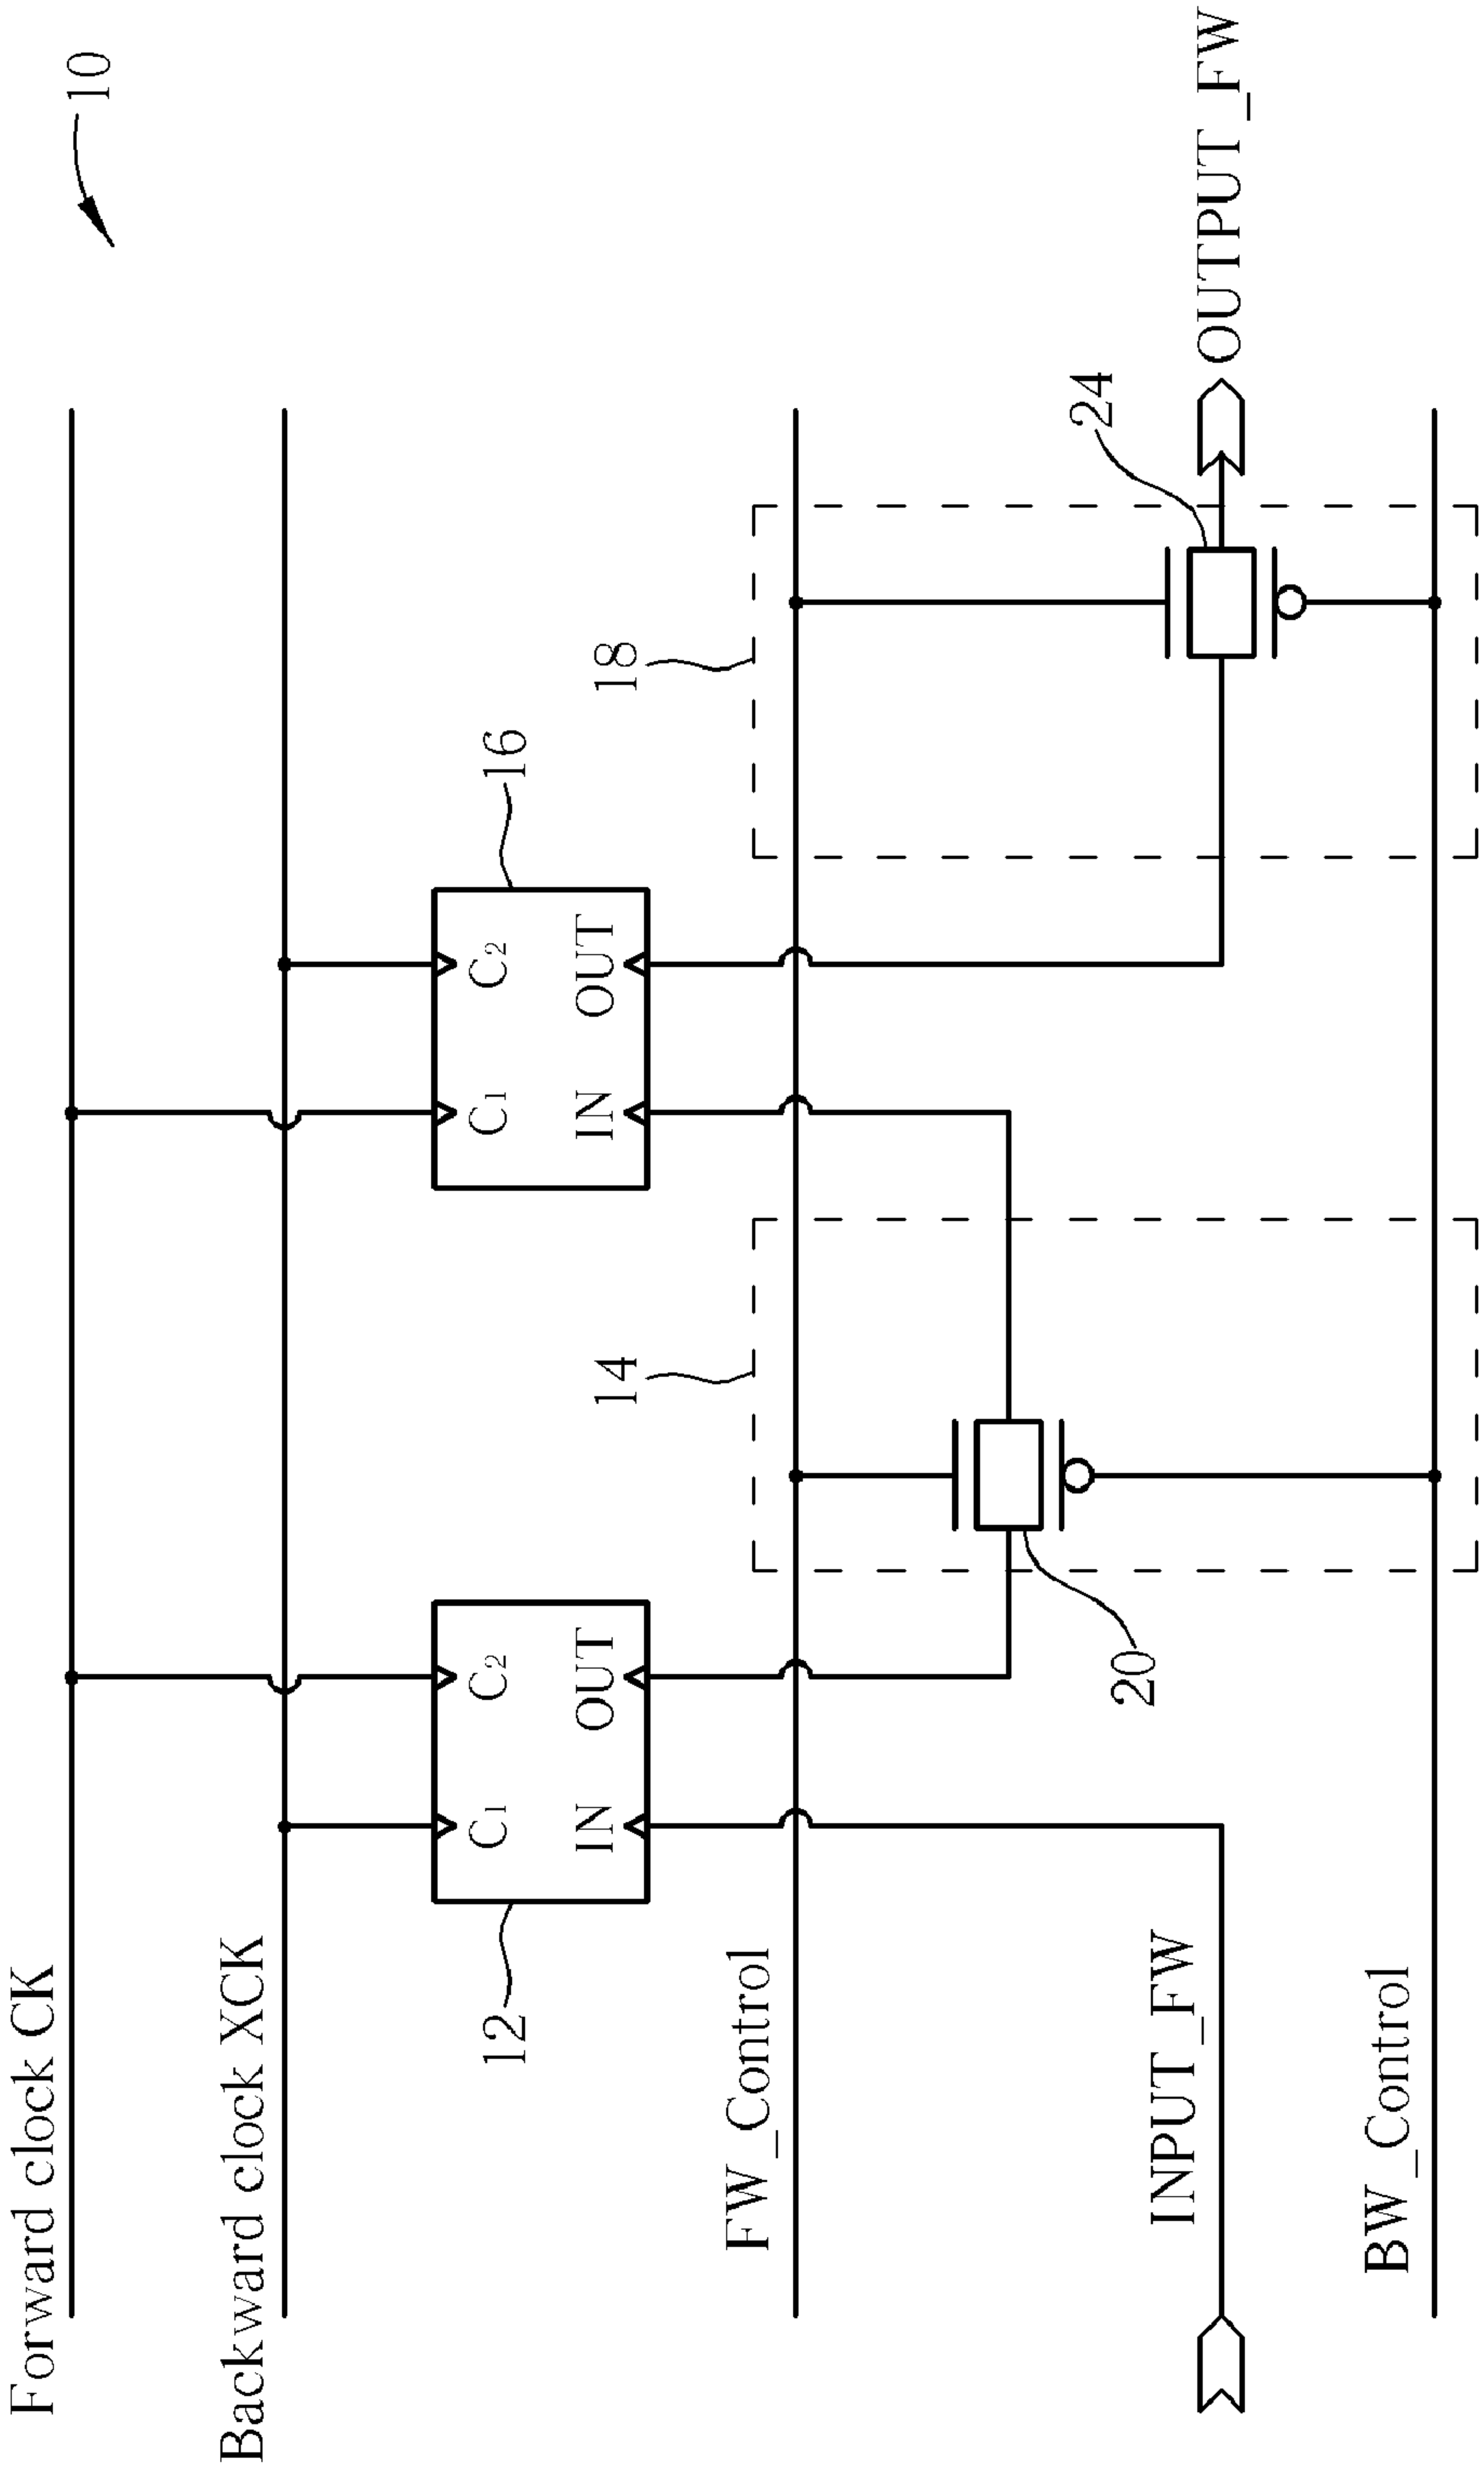 10
Forward clock CK
Backward clock XCK
12
C1
C2
IN
OUT
16
C1
C2
IN
OUT
14
18
FW_Control
20
24
INPUT_FW
OUTPUT_FW
BW_Control